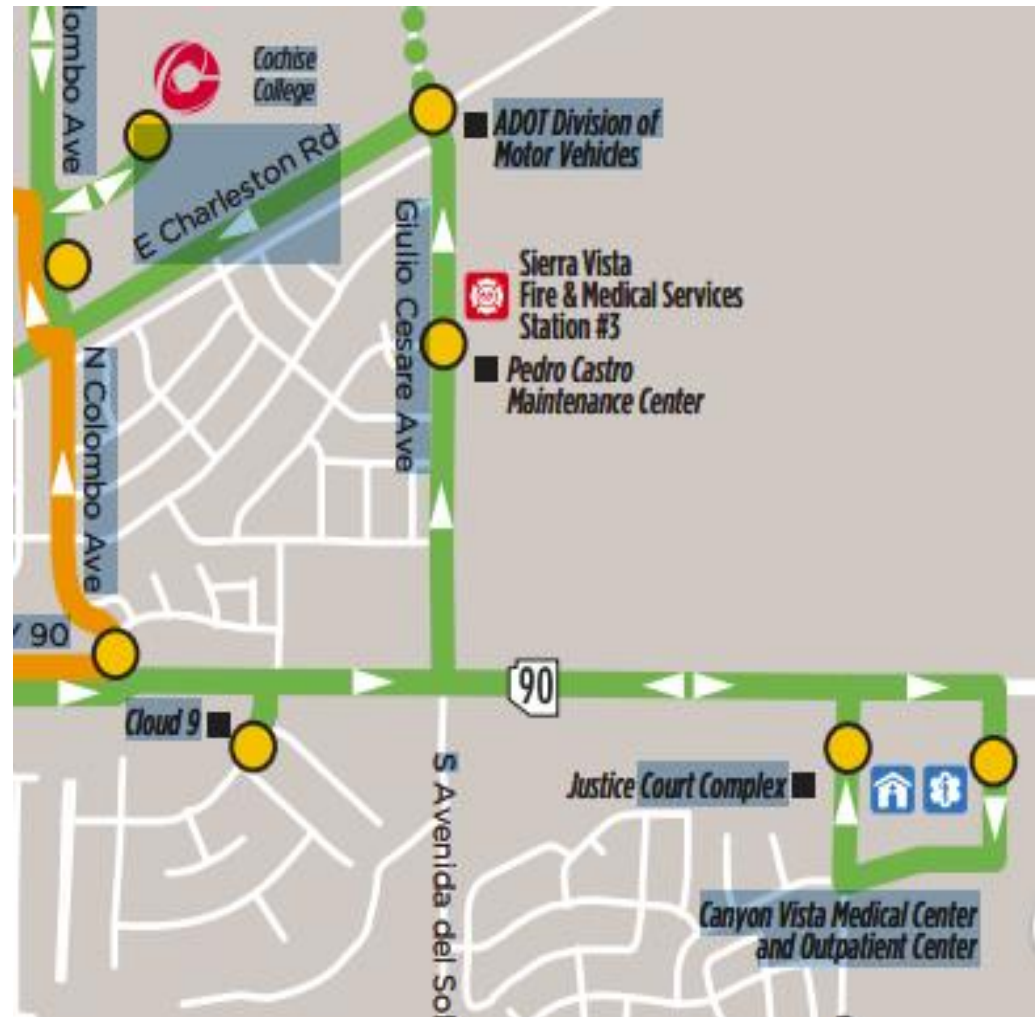 lombo Ave
Cochise
College
E Charleston Rd
ADOT Division of
Motor Vehicles
Giulio Cesare Ave
Sierra Vista
Fire & Medical Services
Station #3
Pedro Castro
Maintenance Center
N Colombo Ave
90
90
Cloud 9
S Avenida del Sol
Justice Court Complex
Canyon Vista Medical Center
and Outpatient Center